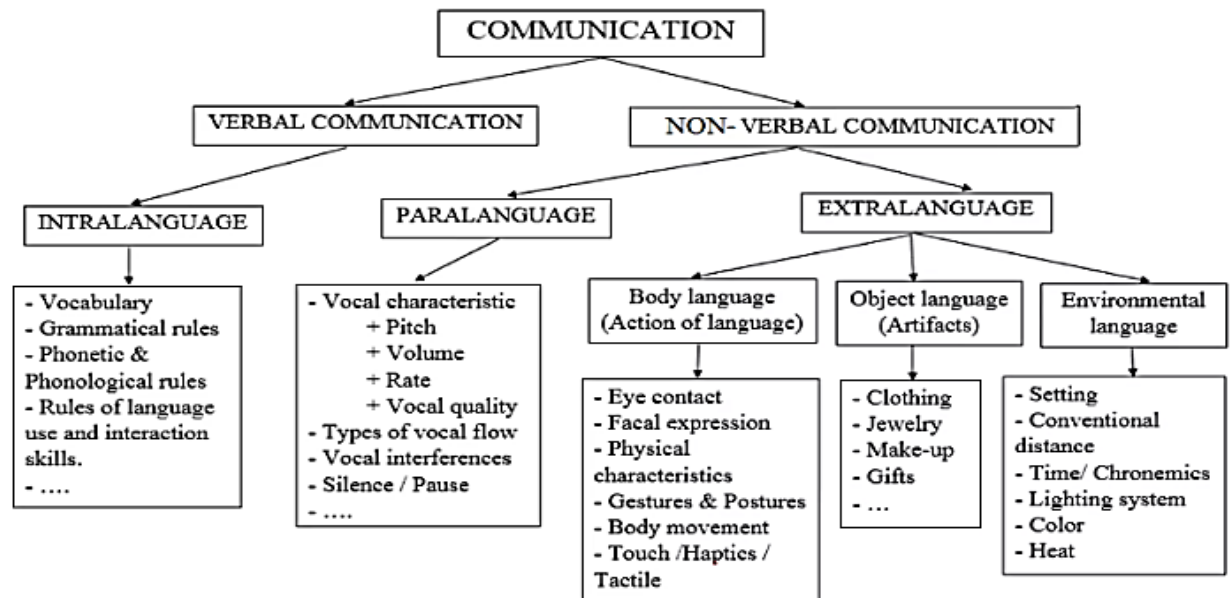 COMMUNICATION
VERBAL COMMUNICATION
NON- VERBAL COMMUNICATION
INTRALANGUAGE
PARALANGUAGE
EXTRALANGUAGE
- Vocabulary
- Grammatical rules
- Phonetic &
Phonological rules
- Rules of language
use and interaction
skills.
- ....
- Vocal characteristic
+ Pitch
+ Volume
+ Rate
+ Vocal quality
- Types of vocal flow
- Vocal interferences
- Silence / Pause
- ....
Body language
(Action of language)
Object language
(Artifacts)
Environmental
language
- Eye contact
- Facal expression
- Physical
characteristics
- Gestures & Postures
- Body movement
- Touch /Haptics /
Tactile
- Clothing
- Jewelry
- Make-up
- Gifts
- ...
- Setting
- Conventional
distance
- Time/ Chronemics
- Lighting system
- Color
- Heat